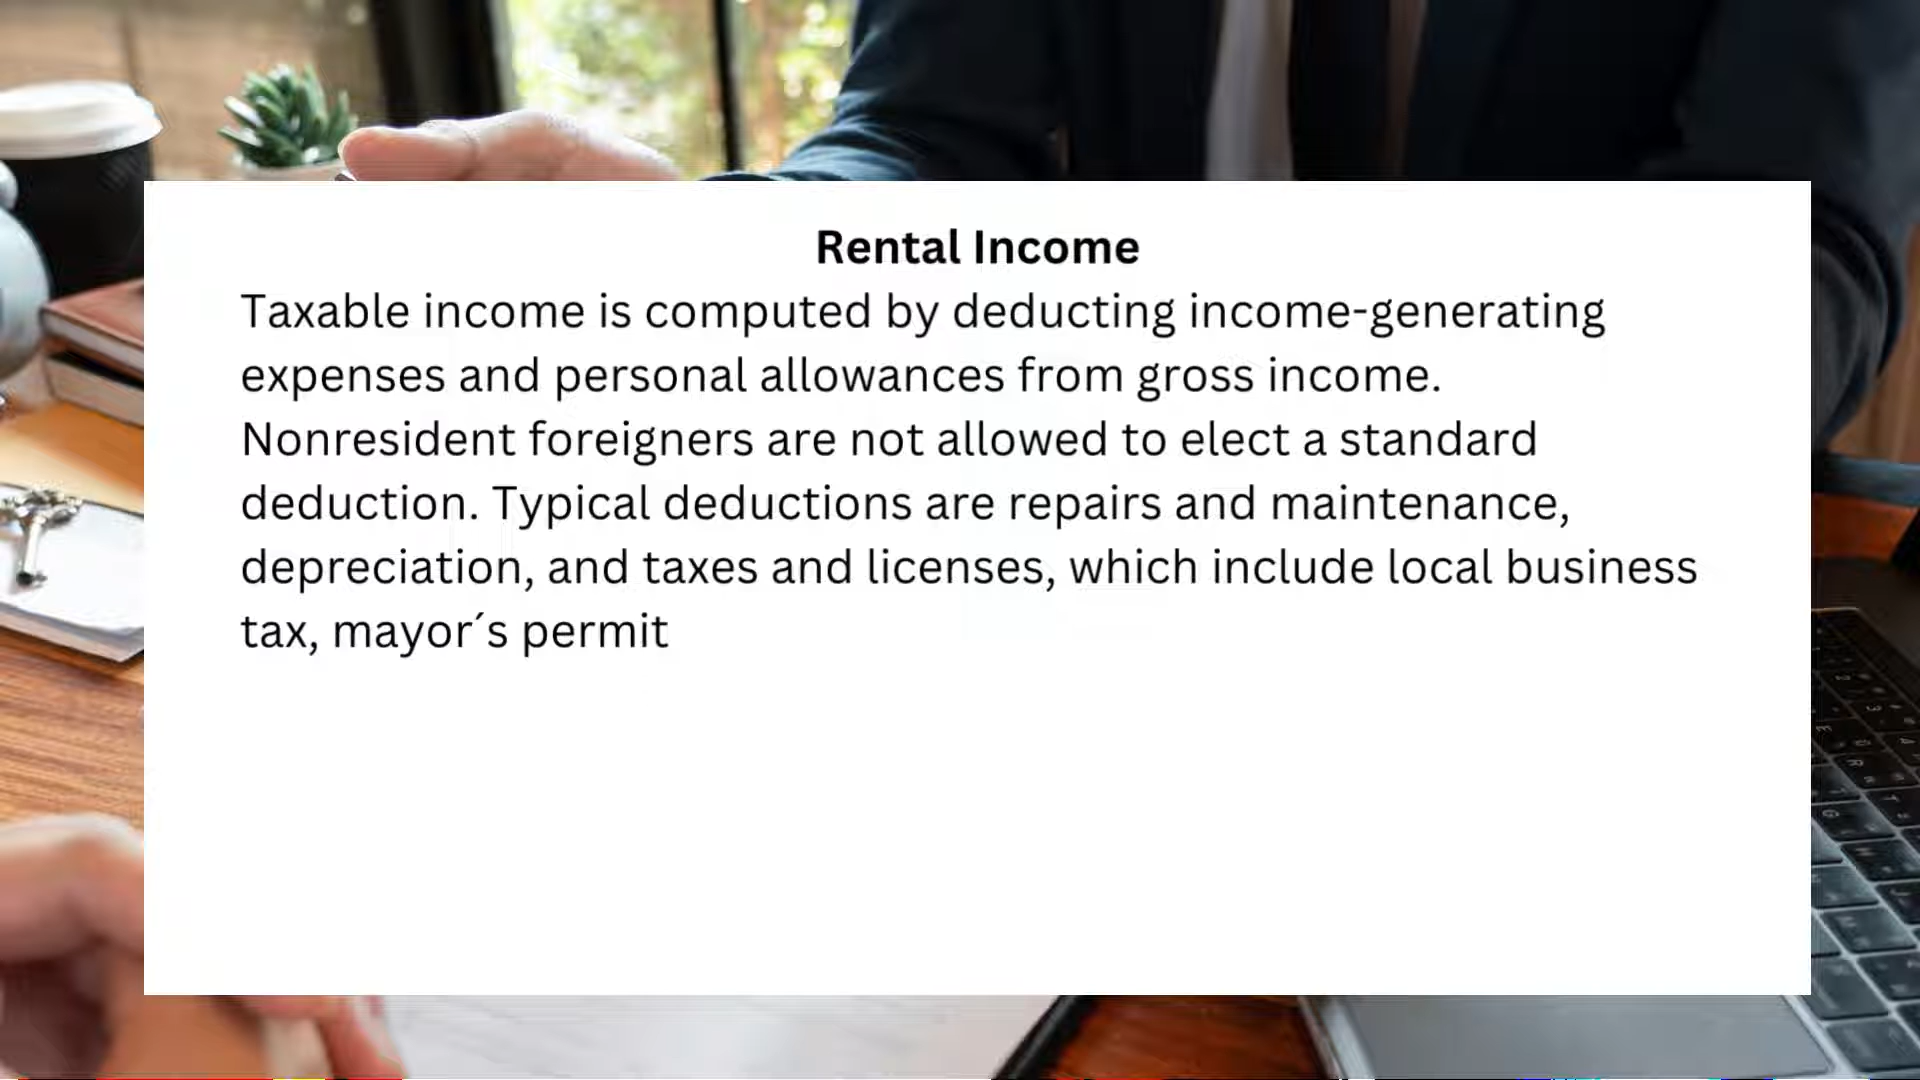 Rental Income
Taxable income is computed by deducting income-generating
expenses and personal allowances from gross income.
Nonresident foreigners are not allowed to elect a standard
deduction. Typical deductions are repairs and maintenance,
depreciation, and taxes and licenses, which include local business
tax, mayor´s permit